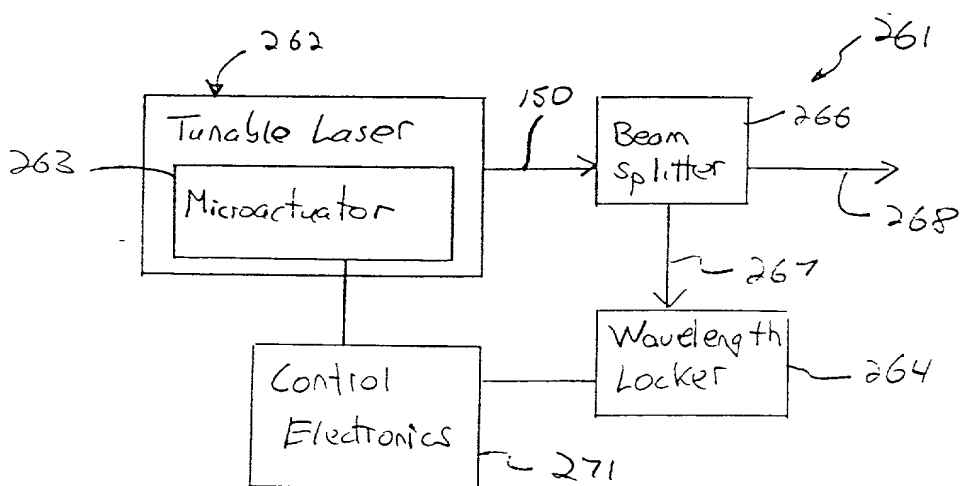 262
261
150
Tunable Laser
Beam
splitter
266
263
Microactuator
268
267
Wavelength
Locker
264
Control
Electronics
271